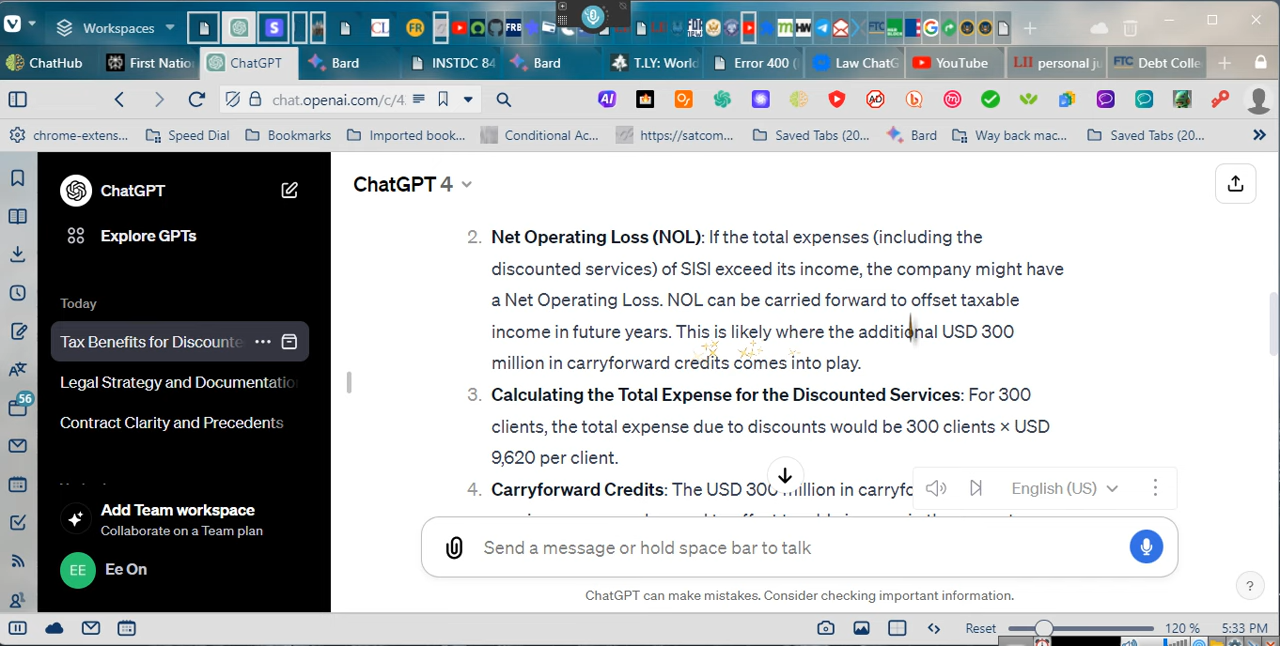 Workspaces
ChatHub
First Natio
ChatGPT
Bard
INSTDC 84
Bard
T.LY: World
Error 400 (
Law ChatG
YouTube
LII personal ju
FTC Debt Colle
chat.openai.com/c/4
chrome-extens...
Speed Dial
Bookmarks
Imported book...
Conditional Ac...
https://satcom...
Saved Tabs (20...
Bard
Way back mac...
Saved Tabs (20...
ChatGPT
Explore GPTs
Today
Tax Benefits for Discounte
Legal Strategy and Documentatio
Contract Clarity and Precedents
Add Team workspace
Collaborate on a Team plan
EE Ee On
56
ChatGPT 4
2. Net Operating Loss (NOL): If the total expenses (including the
discounted services) of SISI exceed its income, the company might have
a Net Operating Loss. NOL can be carried forward to offset taxable
income in future years. This is likely where the additional USD 300
million in carryforward credits comes into play.
3. Calculating the Total Expense for the Discounted Services: For 300
clients, the total expense due to discounts would be 300 clients × USD
9,620 per client.
4. Carryforward Credits: The USD 300 million in carryfo
English (US)
Send a message or hold space bar to talk
ChatGPT can make mistakes. Consider checking important information.
?
Reset 120 % 5:33 PM